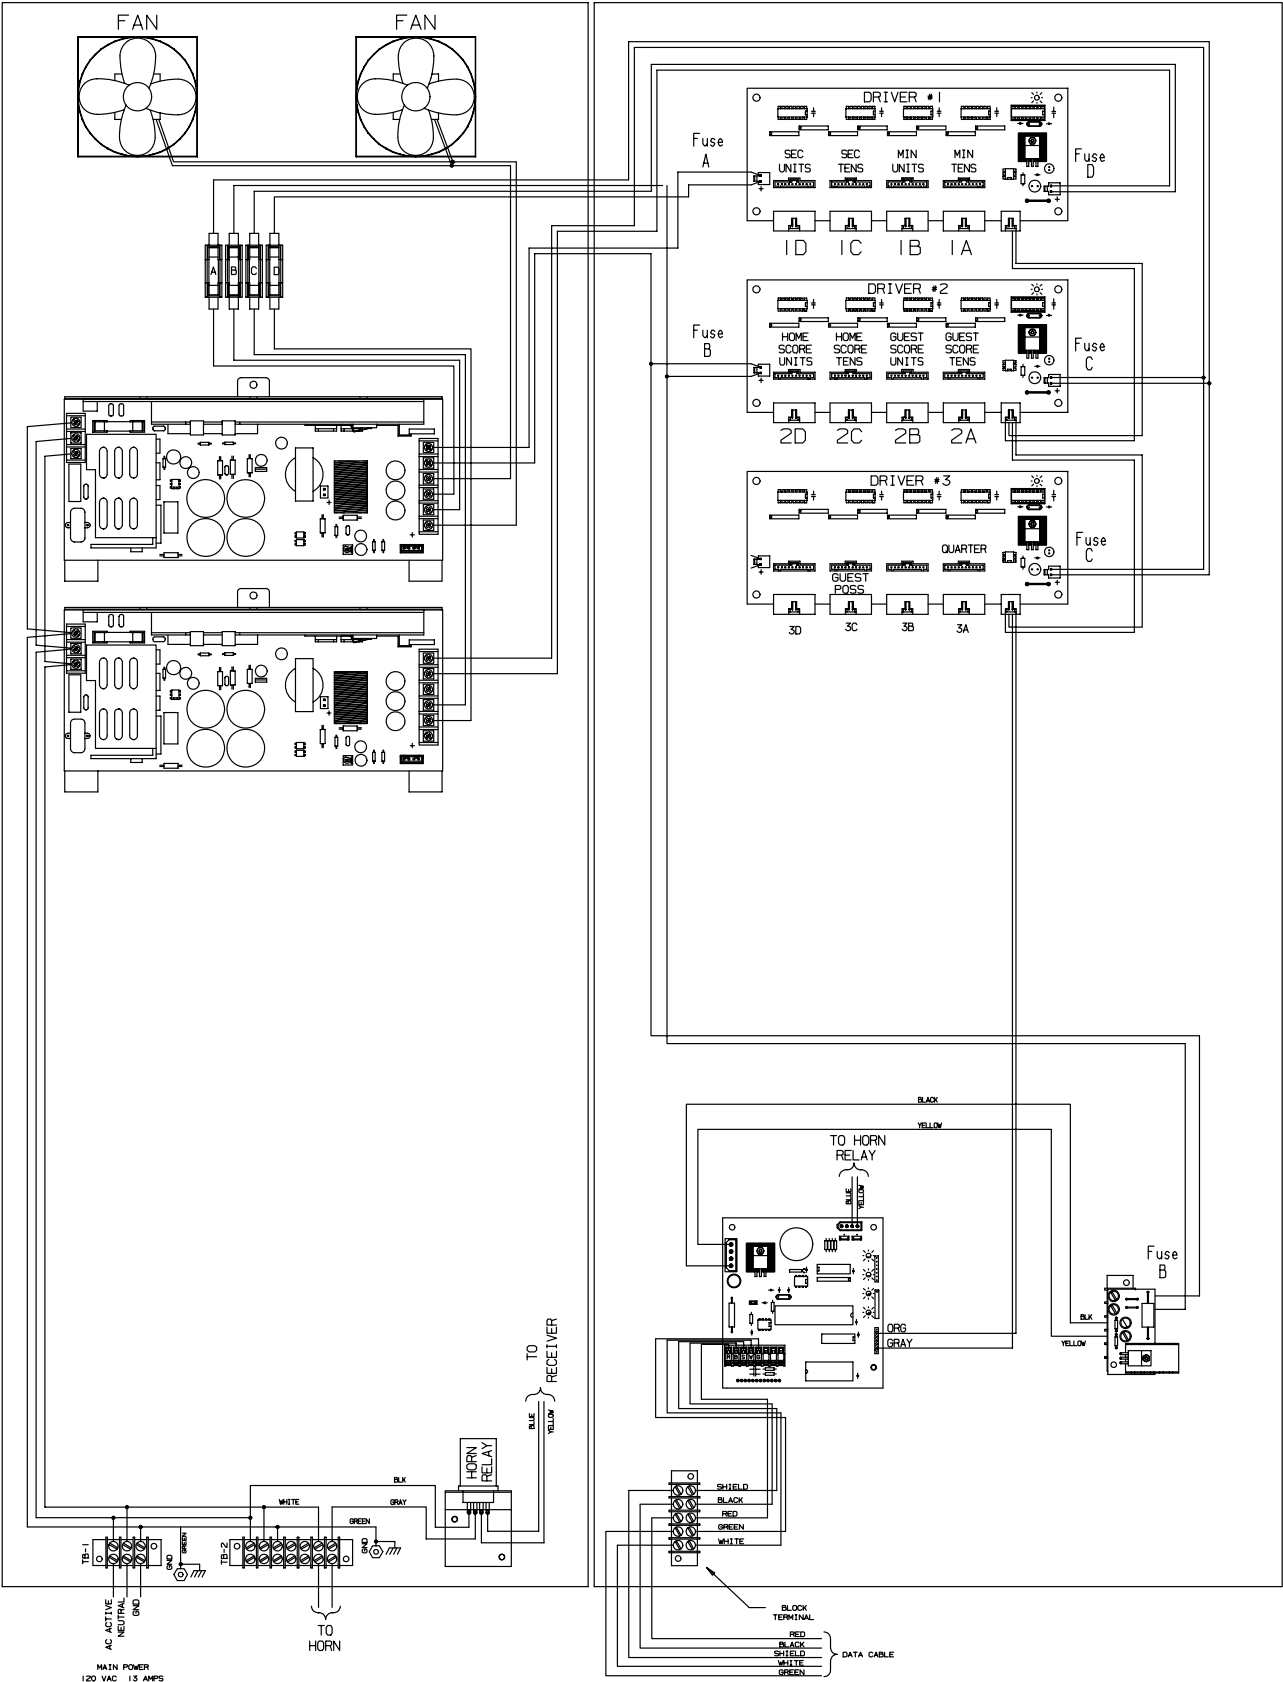 FAN
FAN
DRIVER #1
Fuse
A
SEC
UNITS
SEC
TENS
MIN
UNITS
MIN
TENS
Fuse
D
1D
1C
1B
1A
A
B
C
D
DRIVER #2
Fuse
B
HOME
SCORE
UNITS
HOME
SCORE
TENS
GUEST
SCORE
UNITS
GUEST
SCORE
TENS
Fuse
C
2D
2C
2B
2A
DRIVER #3
QUARTER
Fuse
C
GUEST
POSS
3D
3C
3B
3A
BLACK
YELLOW
TO HORN
RELAY
BLUE
YELLOW
Fuse
B
ORG
GRAY
BLK
YELLOW
TO
RECEIVER
BLUE
YELLOW
HORN
RELAY
BLK
WHITE
GRAY
GREEN
SHIELD
BLACK
RED
GREEN
WHITE
TB-1
GREEN
GND
TB-2
GND
AC ACTIVE
NEUTRAL
GND
TO
HORN
BLOCK
TERMINAL
RED
BLACK
SHIELD
WHITE
GREEN
DATA CABLE
MAIN POWER
120 VAC 13 AMPS